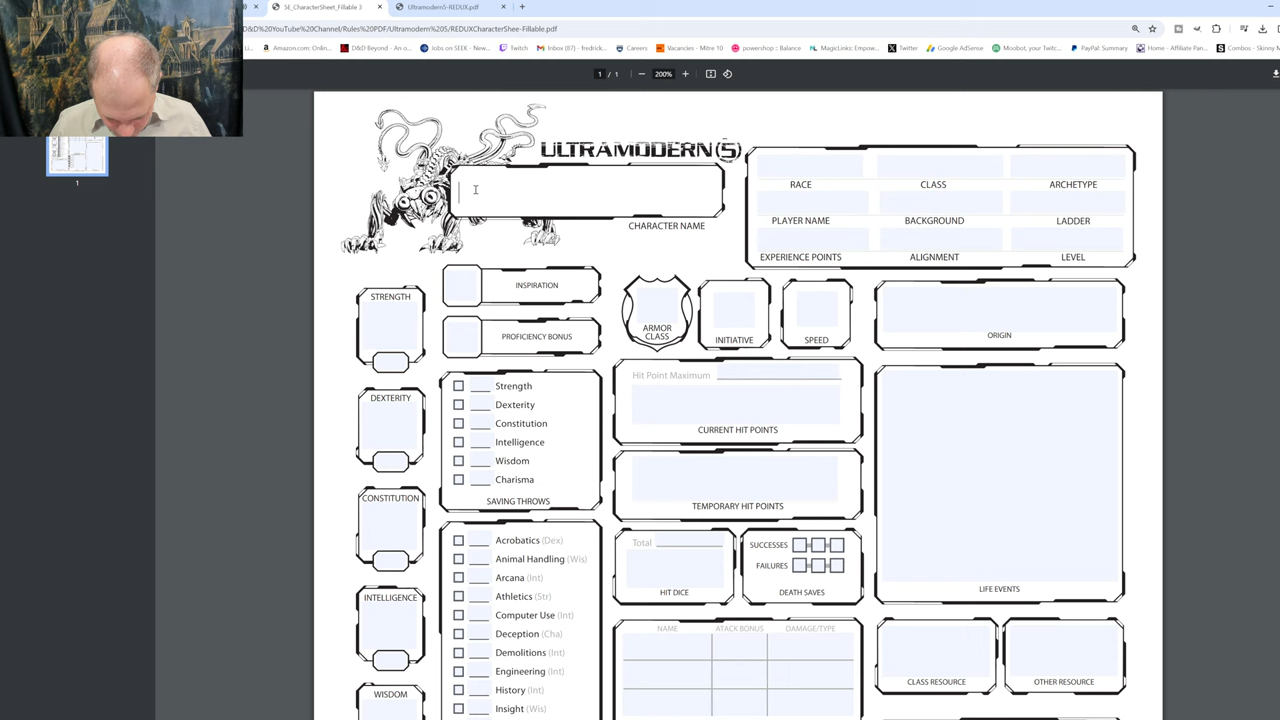 5E_CharacterSheet_Fillable 3
Ultramodern5-REDUX.pdf
D&D%20YouTube%20Channel/Rules%20PDF/Ultramodern%205/REDUXCharacterShee-Fillable.pdf
Amazon.com: Onlin...
D&D Beyond - An o...
Jobs on SEEK - New...
Twitch
Inbox (87) - fredrick...
Careers
Vacancies - Mitre 10
powershop :: Balance
MagicLinks: Empow...
Twitter
Google AdSense
Moobot, your Twitc...
PayPal: Summary
Home - Affiliate Pan...
Combos - Skinny M
1 / 1
200%
1
ULTRAMODERN(5)
CHARACTER NAME
RACE
CLASS
ARCHETYPE
PLAYER NAME
BACKGROUND
LADDER
EXPERIENCE POINTS
ALIGNMENT
LEVEL
INSPIRATION
PROFICIENCY BONUS
STRENGTH
DEXTERITY
CONSTITUTION
INTELLIGENCE
WISDOM
Strength
Dexterity
Constitution
Intelligence
Wisdom
Charisma
SAVING THROWS
Acrobatics (Dex)
Animal Handling (Wis)
Arcana (Int)
Athletics (Str)
Computer Use (Int)
Deception (Cha)
Demolitions (Int)
Engineering (Int)
History (Int)
Insight (Wis)
ARMOR
CLASS
INITIATIVE
SPEED
Hit Point Maximum
CURRENT HIT POINTS
TEMPORARY HIT POINTS
Total
HIT DICE
SUCCESSES
FAILURES
DEATH SAVES
NAME
ATACK BONUS
DAMAGE/TYPE
ORIGIN
LIFE EVENTS
CLASS RESOURCE
OTHER RESOURCE